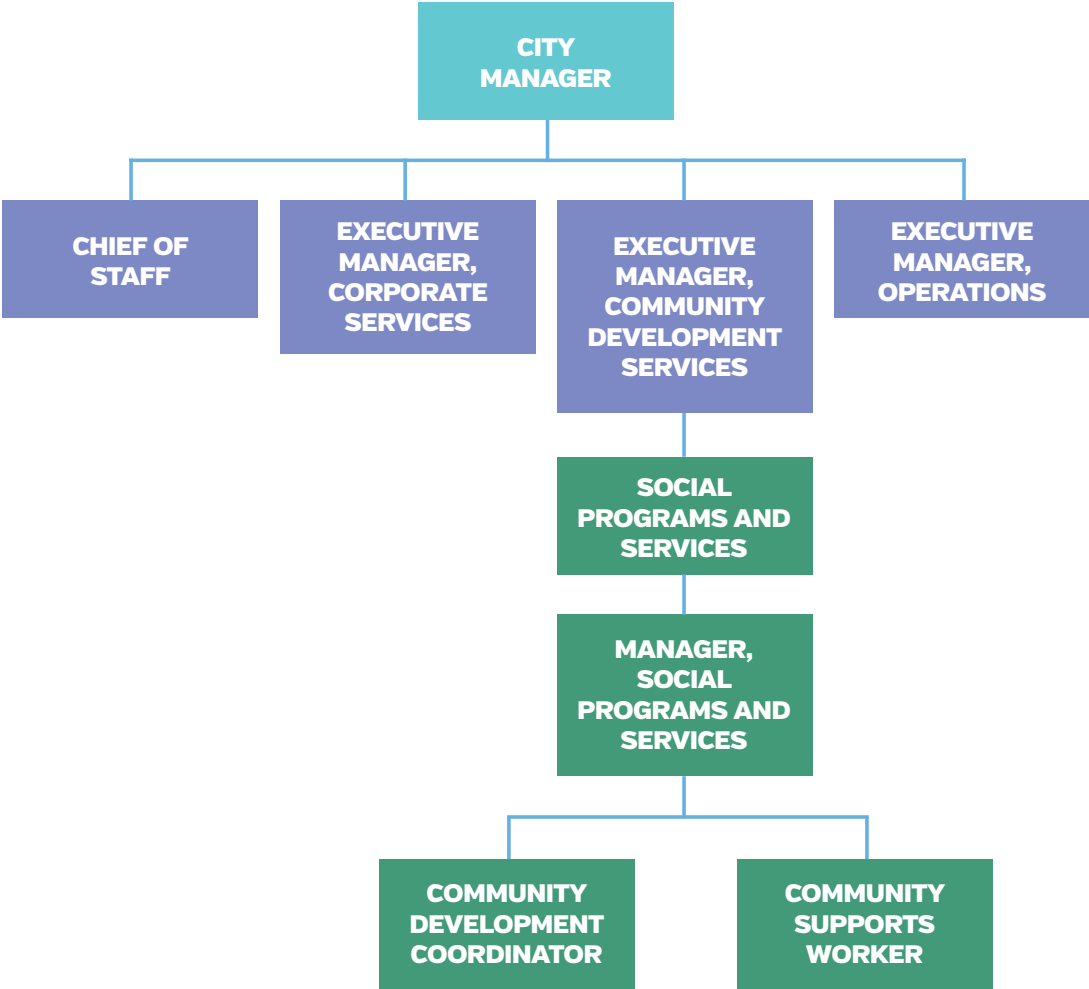 CITY
MANAGER
CHIEF OF
STAFF
EXECUTIVE
MANAGER,
CORPORATE
SERVICES
EXECUTIVE
MANAGER,
COMMUNITY
DEVELOPMENT
SERVICES
EXECUTIVE
MANAGER,
OPERATIONS
SOCIAL
PROGRAMS AND
SERVICES
MANAGER,
SOCIAL
PROGRAMS AND
SERVICES
COMMUNITY
DEVELOPMENT
COORDINATOR
COMMUNITY
SUPPORTS
WORKER